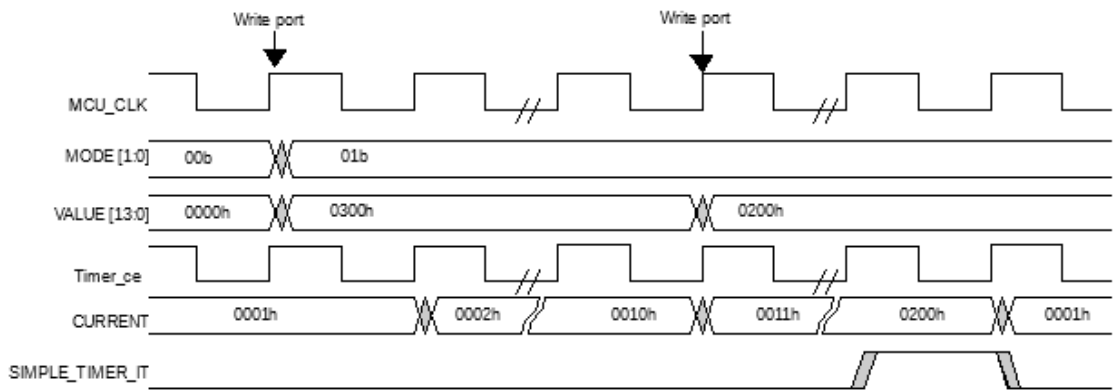 Write port Write port
MCU_CLK
MODE [1:0] 00b 01b
VALUE [13:0] 0000h 0300h 0200h
Timer_ce
CURRENT 0001h 0002h 0010h 0011h 0200h 0001h
SIMPLE_TIMER_IT